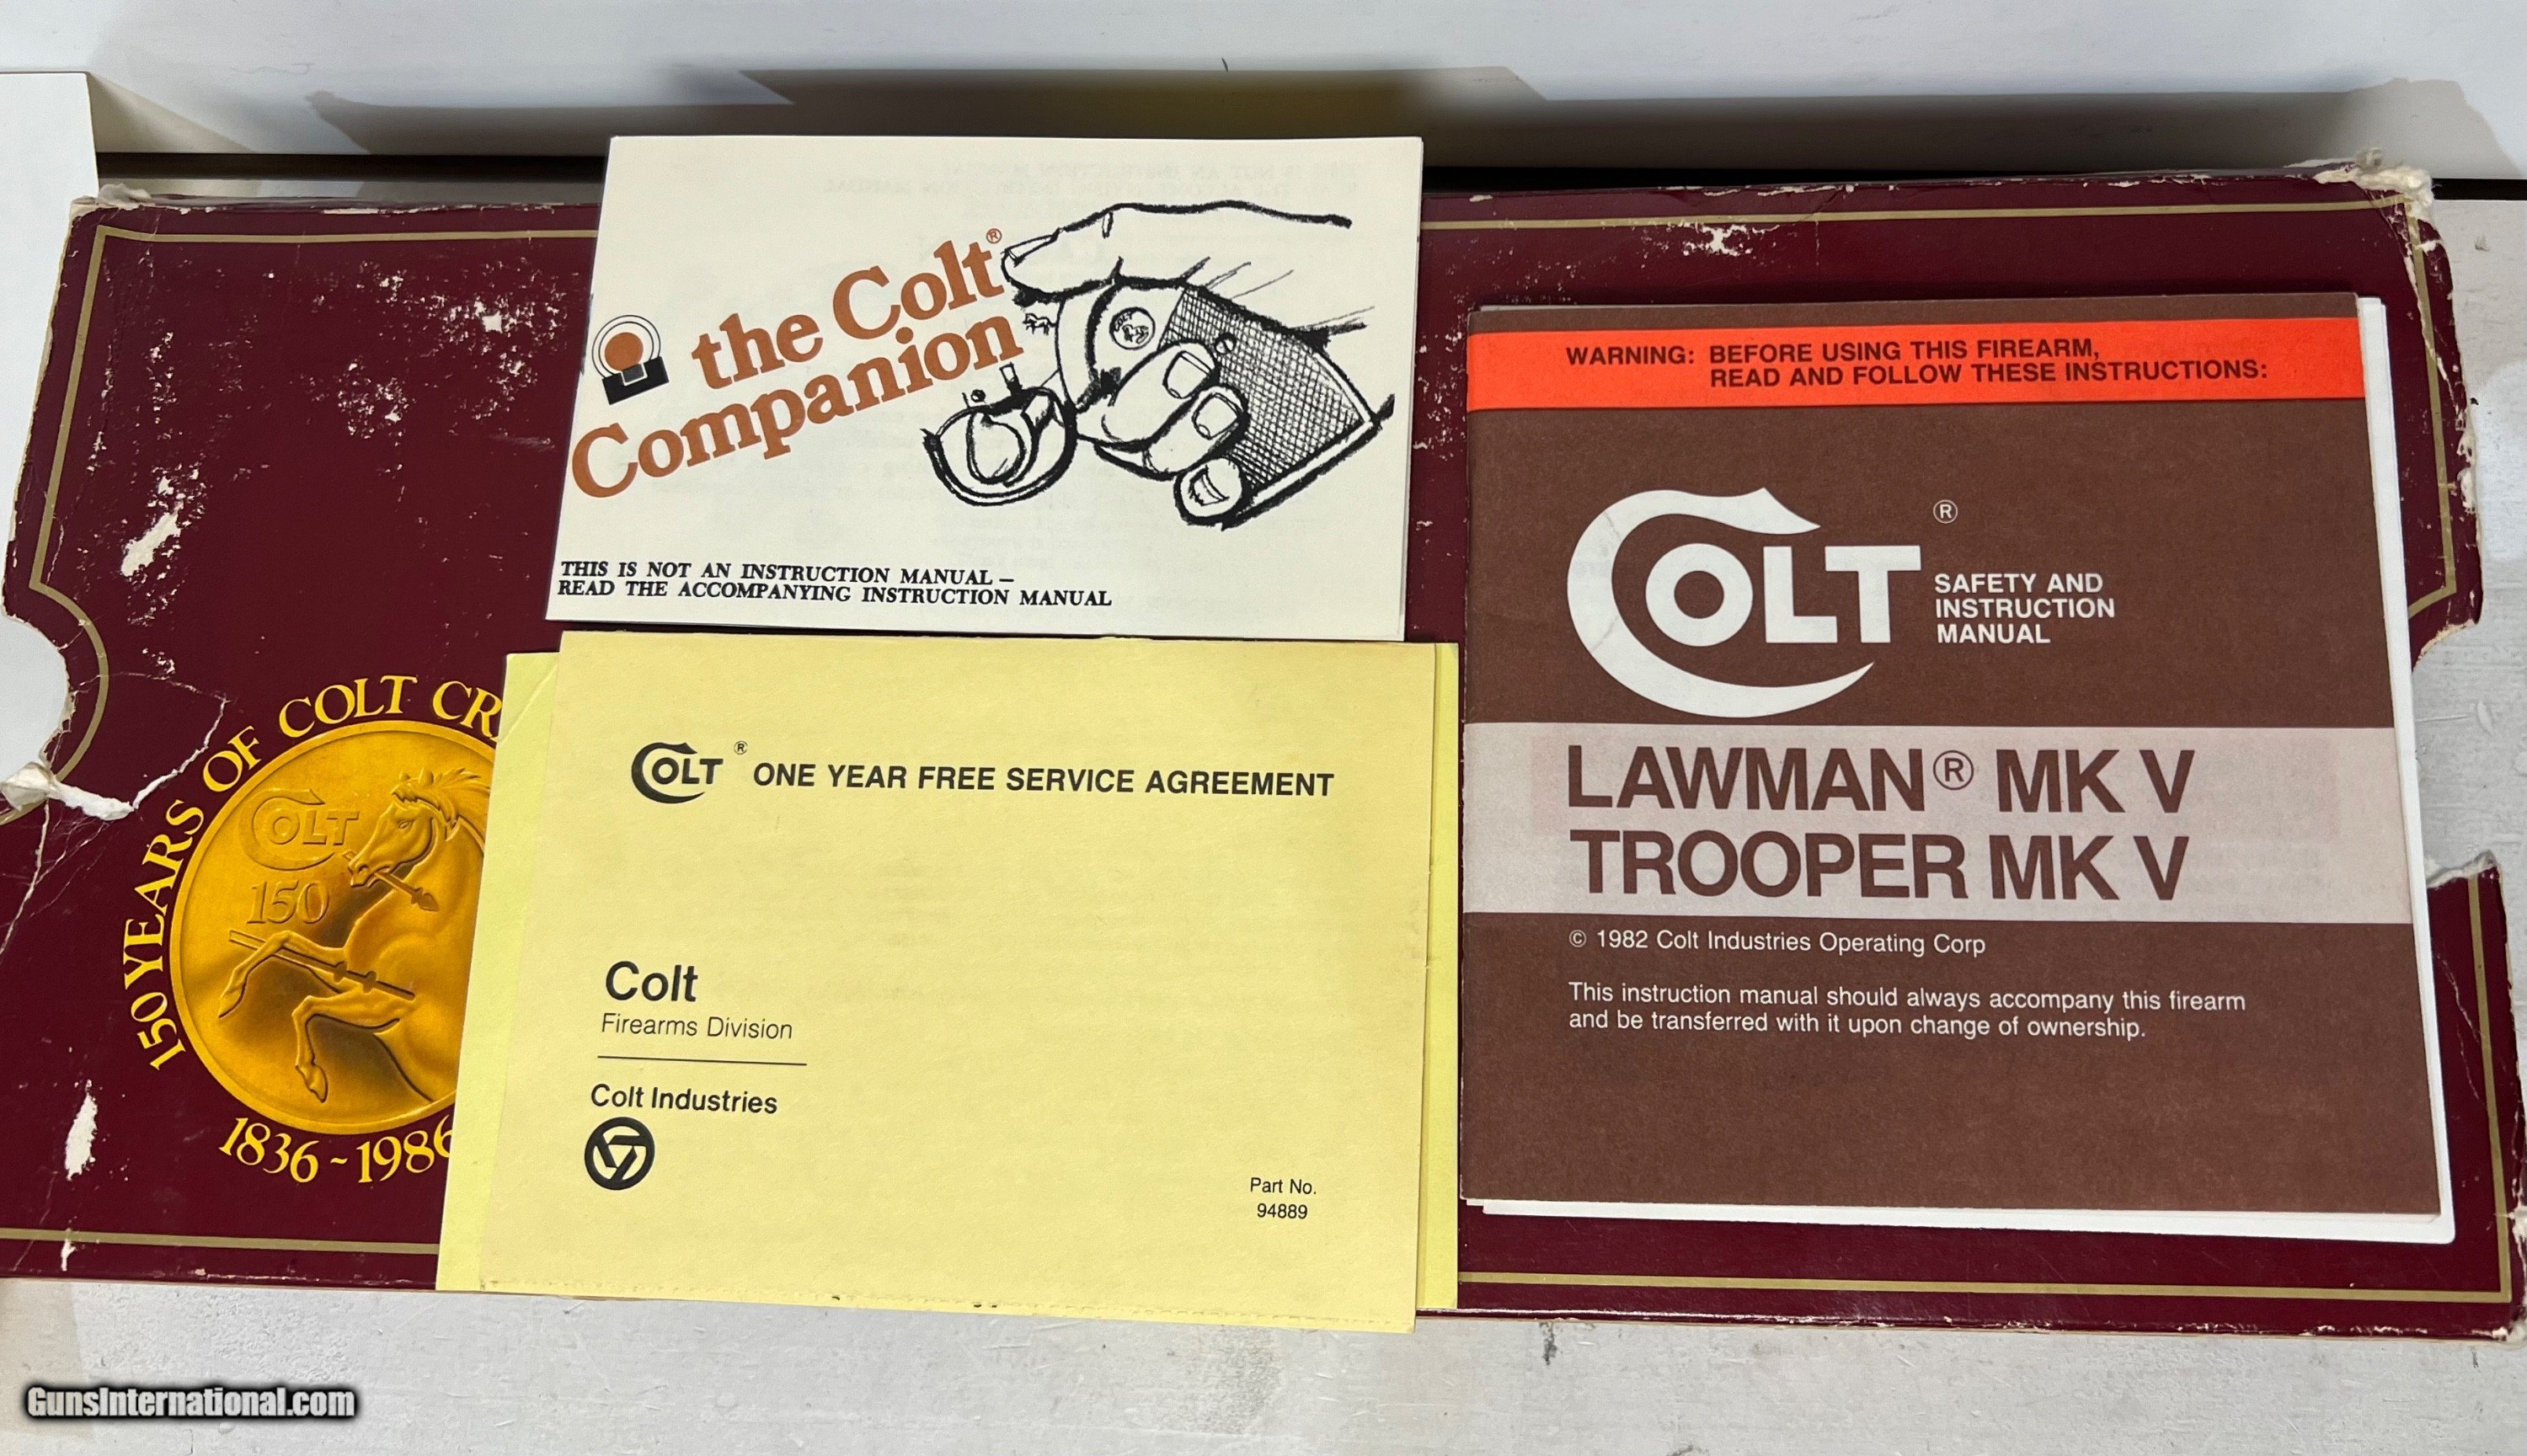 the Colt®
Companion
THIS IS NOT AN INSTRUCTION MANUAL –
READ THE ACCOMPANYING INSTRUCTION MANUAL
WARNING: BEFORE USING THIS FIREARM,
READ AND FOLLOW THESE INSTRUCTIONS:
COLT®
SAFETY AND
INSTRUCTION
MANUAL
LAWMAN® MK V
TROOPER MK V
© 1982 Colt Industries Operating Corp
This instruction manual should always accompany this firearm
and be transferred with it upon change of ownership.
150 YEARS OF COLT CR
COLT
150
1836~1986
COLT® ONE YEAR FREE SERVICE AGREEMENT
Colt
Firearms Division
Colt Industries
Part No.
94889
GunsInternational.com